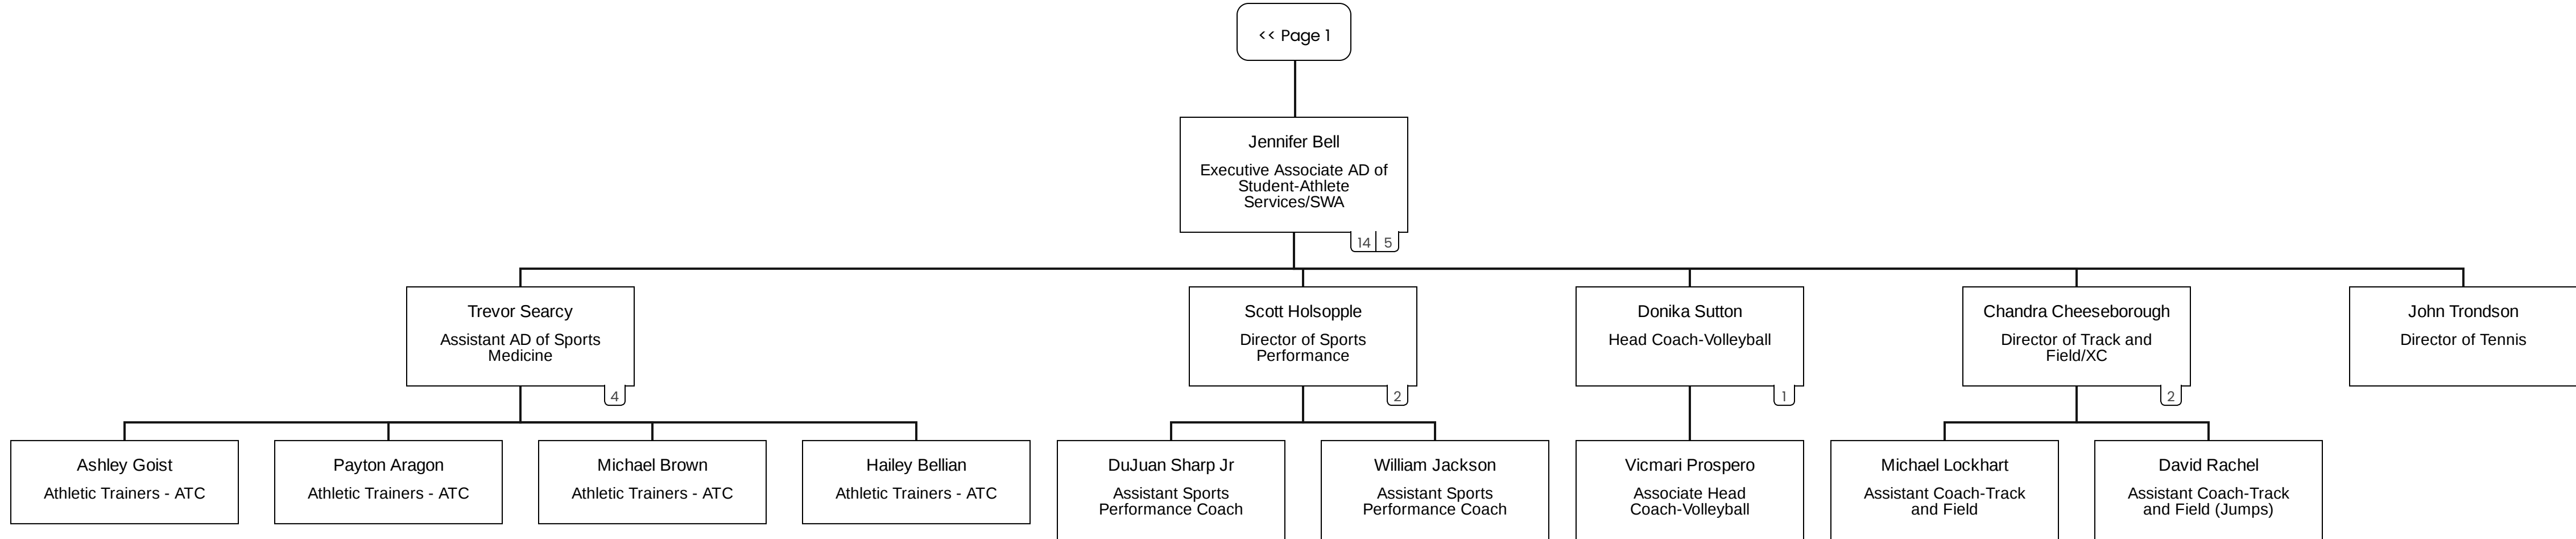 << Page 1
Jennifer Bell
Executive Associate AD of
Student-Athlete
Services/SWA
14 5
Trevor Searcy
Assistant AD of Sports
Medicine
4
Scott Holsopple
Director of Sports
Performance
2
Donika Sutton
Head Coach-Volleyball
1
Chandra Cheeseborough
Director of Track and
Field/XC
2
John Trondson
Director of Tennis
Ashley Goist
Athletic Trainers - ATC
Payton Aragon
Athletic Trainers - ATC
Michael Brown
Athletic Trainers - ATC
Hailey Bellian
Athletic Trainers - ATC
DuJuan Sharp Jr
Assistant Sports
Performance Coach
William Jackson
Assistant Sports
Performance Coach
Vicmari Prospero
Associate Head
Coach-Volleyball
Michael Lockhart
Assistant Coach-Track
and Field
David Rachel
Assistant Coach-Track
and Field (Jumps)